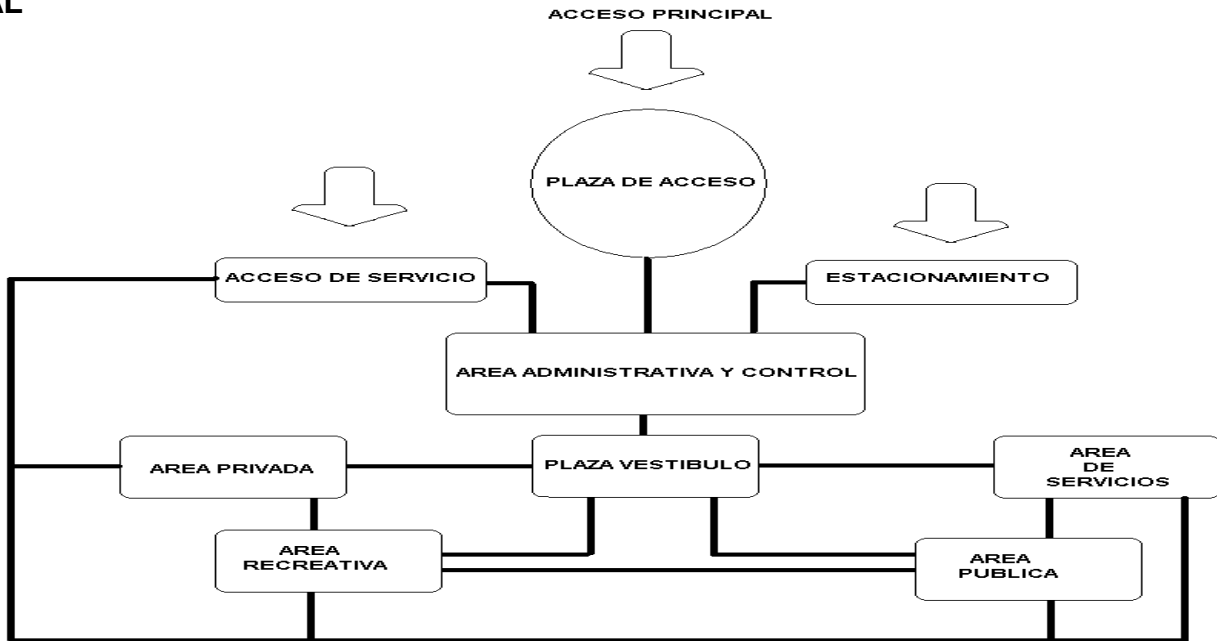 AL
ACCESO PRINCIPAL
PLAZA DE ACCESO
ACCESO DE SERVICIO
ESTACIONAMIENTO
AREA ADMINISTRATIVA Y CONTROL
AREA PRIVADA
PLAZA VESTIBULO
AREA
DE
SERVICIOS
AREA
RECREATIVA
AREA
PUBLICA